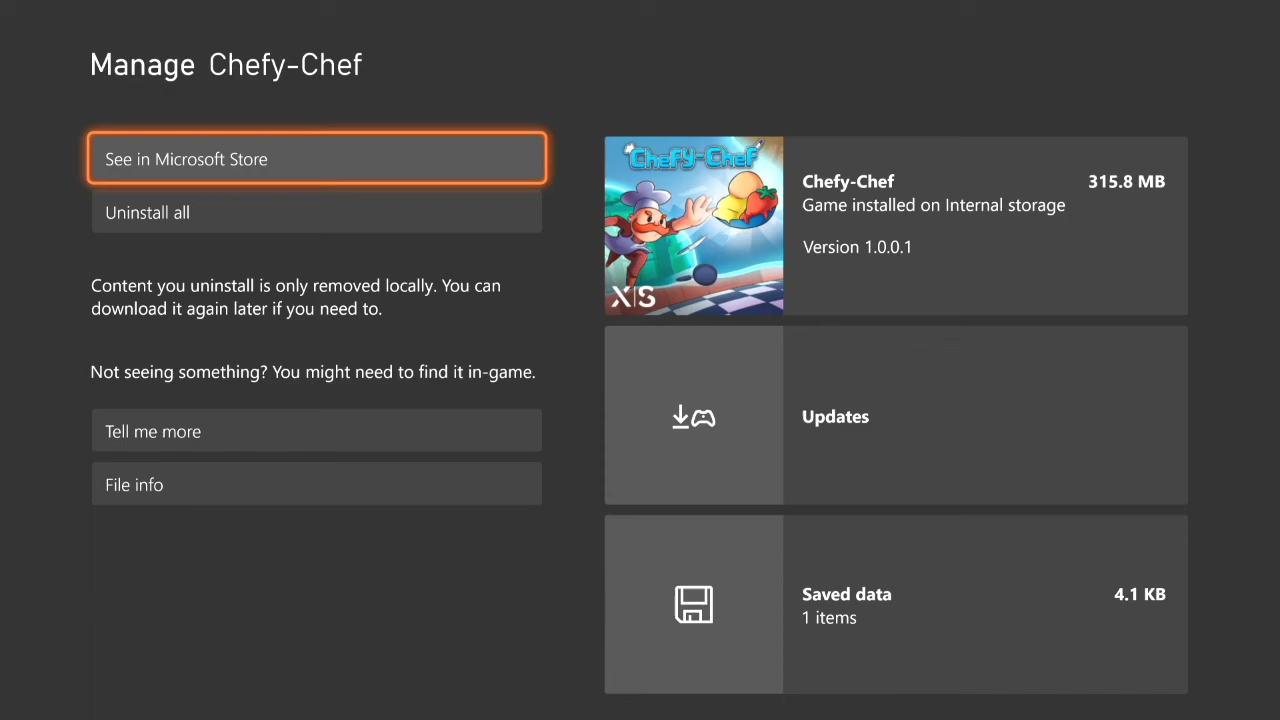 Manage Chefy-Chef
See in Microsoft Store
Uninstall all
Content you uninstall is only removed locally. You can
download it again later if you need to.
Not seeing something? You might need to find it in-game.
Tell me more
File info
Chefy-Chef
X|S
Chefy-Chef 315.8 MB
Game installed on Internal storage
Version 1.0.0.1
Updates
Saved data 4.1 KB
1 items